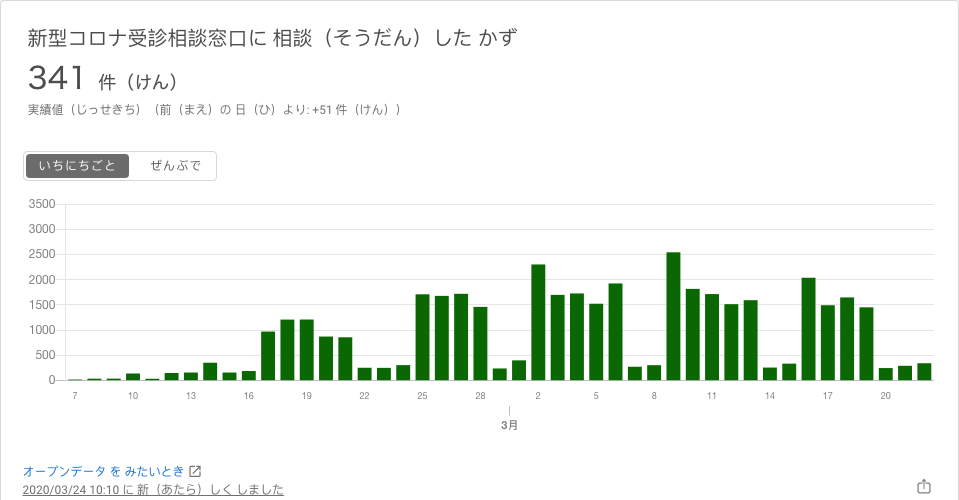 新型コロナ受診相談窓口に 相談（そうだん）した かず
341 件（けん）
実績値（じっせきち）（前（まえ）の 日（ひ）より: +51 件（けん））
いちにちごと ぜんぶで
3500
3000
2500
2000
1500
1000
500
0
7 10 13 16 19 22 25 28 2 5 8 11 14 17 20
3月
オープンデータ を みたいとき
2020/03/24 10:10 に 新（あたら）しく しました